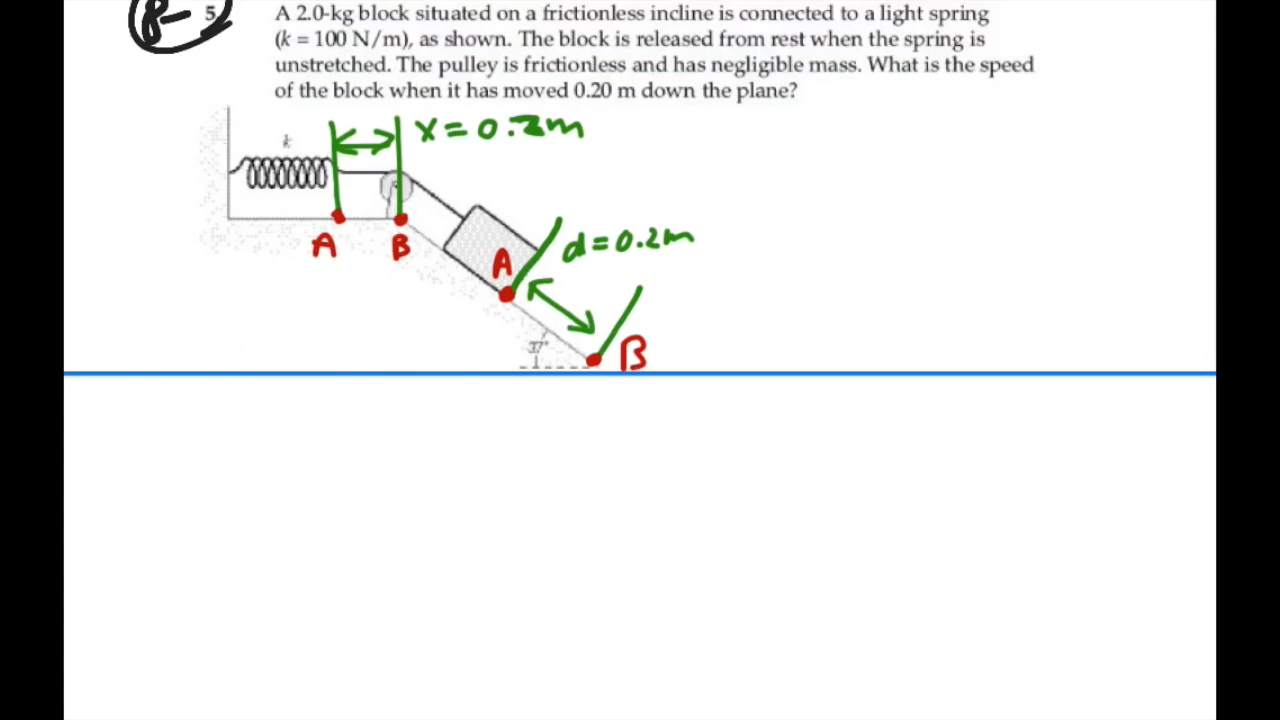 8-
5. A 2.0-kg block situated on a frictionless incline is connected to a light spring
(k = 100 N/m), as shown. The block is released from rest when the spring is
unstretched. The pulley is frictionless and has negligible mass. What is the speed
of the block when it has moved 0.20 m down the plane?
k
x = 0.2m
A
B
A
d = 0.2m
37°
B